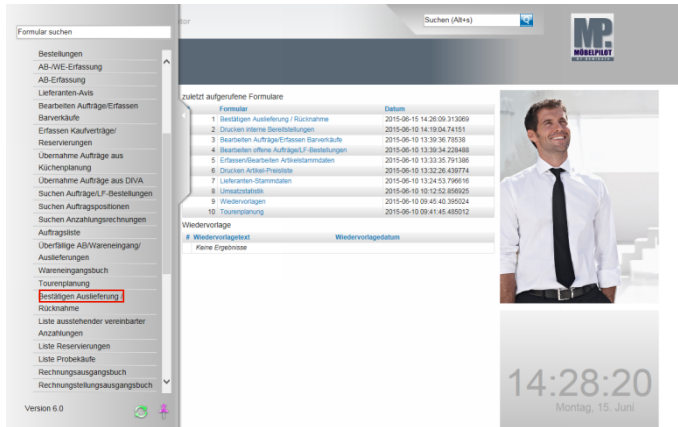 tor
Suchen (Alt+s)
MP.
MÖBELPILOT
Formular suchen
Bestellungen
AB-/WE-Erfassung
AB-Erfassung
Lieferanten-Avis
Bearbeiten Aufträge/Erfassen
Barverkäufe
Erfassen Kaufverträge/
Reservierungen
Übernahme Aufträge aus
Küchenplanung
Übernahme Aufträge aus DIVA
Suchen Aufträge/LF-Bestellungen
Suchen Auftragspositionen
Suchen Anzahlungsrechnungen
Auftragsliste
Überfällige AB/Wareneingang/
Auslieferungen
Wareneingangsbuch
Tourenplanung
Bestätigen Auslieferung /
Rücknahme
Liste ausstehender vereinbarter
Anzahlungen
Liste Reservierungen
Liste Probekäufe
Rechnungsausgangsbuch
Rechnungstellungsausgangsbuch
Version 6.0
zuletzt aufgerufene Formulare
Formular Datum
1 Bestätigen Auslieferung / Rücknahme 2015-06-15 14:26:09.313069
2 Drucken interne Bereitstellungen 2015-06-10 14:19:04.74151
3 Bearbeiten Aufträge/Erfassen Barverkäufe 2015-06-10 13:39:36.78538
4 Bearbeiten offene Aufträge/LF-Bestellungen 2015-06-10 13:39:34.228488
5 Erfassen/Bearbeiten Artikelstammdaten 2015-06-10 13:33:35.791386
6 Drucken Artikel-Preisliste 2015-06-10 13:32:26.439774
7 Lieferanten-Stammdaten 2015-06-10 13:24:53.796616
8 Umsatzstatistik 2015-06-10 10:12:52.856925
9 Wiedervorlagen 2015-06-10 09:45:40.395024
10 Tourenplanung 2015-06-10 09:41:45.485012
Wiedervorlage
# Wiedervorlagetext Wiedervorlagedatum
Keine Ergebnisse
14:28:20
Montag, 15. Juni